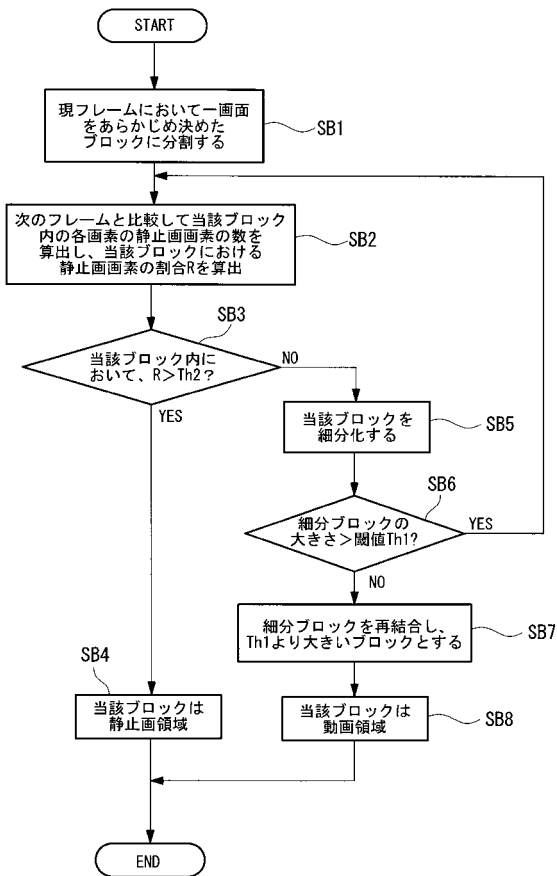 START
現フレームにおいて一画面
をあらかじめ決めた
ブロックに分割する
SB1
次のフレームと比較して当該ブロック
内の各画素の静止画画素の数を
算出し、当該ブロックにおける
静止画画素の割合Rを算出
SB2
SB3
当該ブロック内に
おいて、R>Th2?
NO
YES
当該ブロックを
細分化する
SB5
SB6
細分ブロックの
大きさ>閾値Th1?
YES
NO
細分ブロックを再結合し、
Th1より大きいブロックとする
SB7
SB4
当該ブロックは
静止画領域
当該ブロックは
動画領域
SB8
END